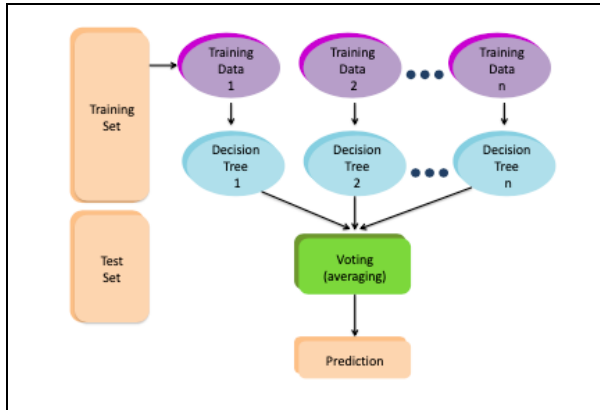 Training
Set
Training
Data
1
Training
Data
2
Training
Data
n
Decision
Tree
1
Decision
Tree
2
Decision
Tree
n
Test
Set
Voting
(averaging)
Prediction